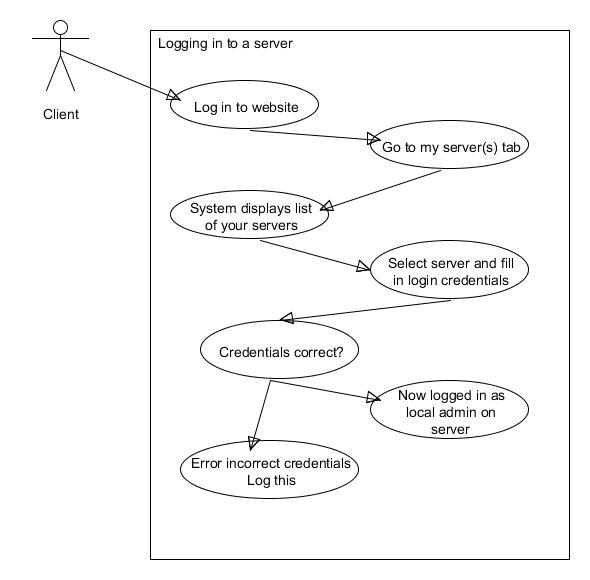 Logging in to a server
Client
Log in to website
Go to my server(s) tab
System displays list
of your servers
Select server and fill
in login credentials
Credentials correct?
Now logged in as
local admin on
server
Error incorrect credentials
Log this